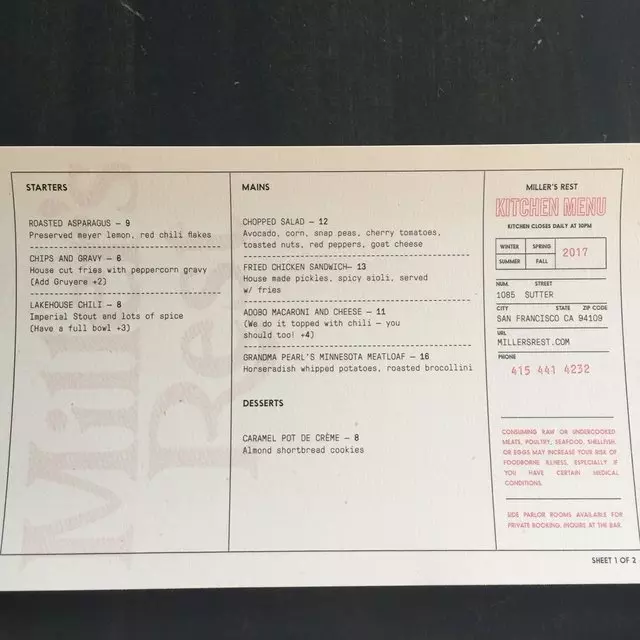 STARTERS
ROASTED ASPARAGUS — 9
Preserved meyer lemon, red chili flakes
CHIPS AND GRAVY — 6
House cut fries with peppercorn gravy
(Add Gruyere +2)
LAKEHOUSE CHILI — 8
Imperial Stout and lots of spice
(Have a full bowl +3)
MAINS
CHOPPED SALAD — 12
Avocado, corn, snap peas, cherry tomatoes,
toasted nuts, red peppers, goat cheese
FRIED CHICKEN SANDWICH— 13
House made pickles, spicy aioli, served
w/ fries
ADOBO MACARONI AND CHEESE — 11
(We do it topped with chili — you
should too! +4)
GRANDMA PEARL'S MINNESOTA MEATLOAF — 16
Horseradish whipped potatoes, roasted brocollini
DESSERTS
CARAMEL POT DE CRÈME — 8
Almond shortbread cookies
MILLER'S REST
KITCHEN MENU
KITCHEN CLOSES DAILY AT 10PM
WINTER SPRING
SUMMER FALL
2017
NUM. STREET
1085 SUTTER
CITY STATE ZIP CODE
SAN FRANCISCO CA 94109
URL
MILLERSREST.COM
PHONE
415 441 4232
CONSUMING RAW OR UNDERCOOKED
MEATS, POULTRY, SEAFOOD, SHELLFISH,
OR EGGS MAY INCREASE YOUR RISK OF
FOODBORNE ILLNESS, ESPECIALLY IF
YOU HAVE CERTAIN MEDICAL
CONDITIONS.
SIDE PARLOR ROOMS AVAILABLE FOR
PRIVATE BOOKING. INQUIRE AT THE BAR.
SHEET 1 OF 2
Miller's
Rest